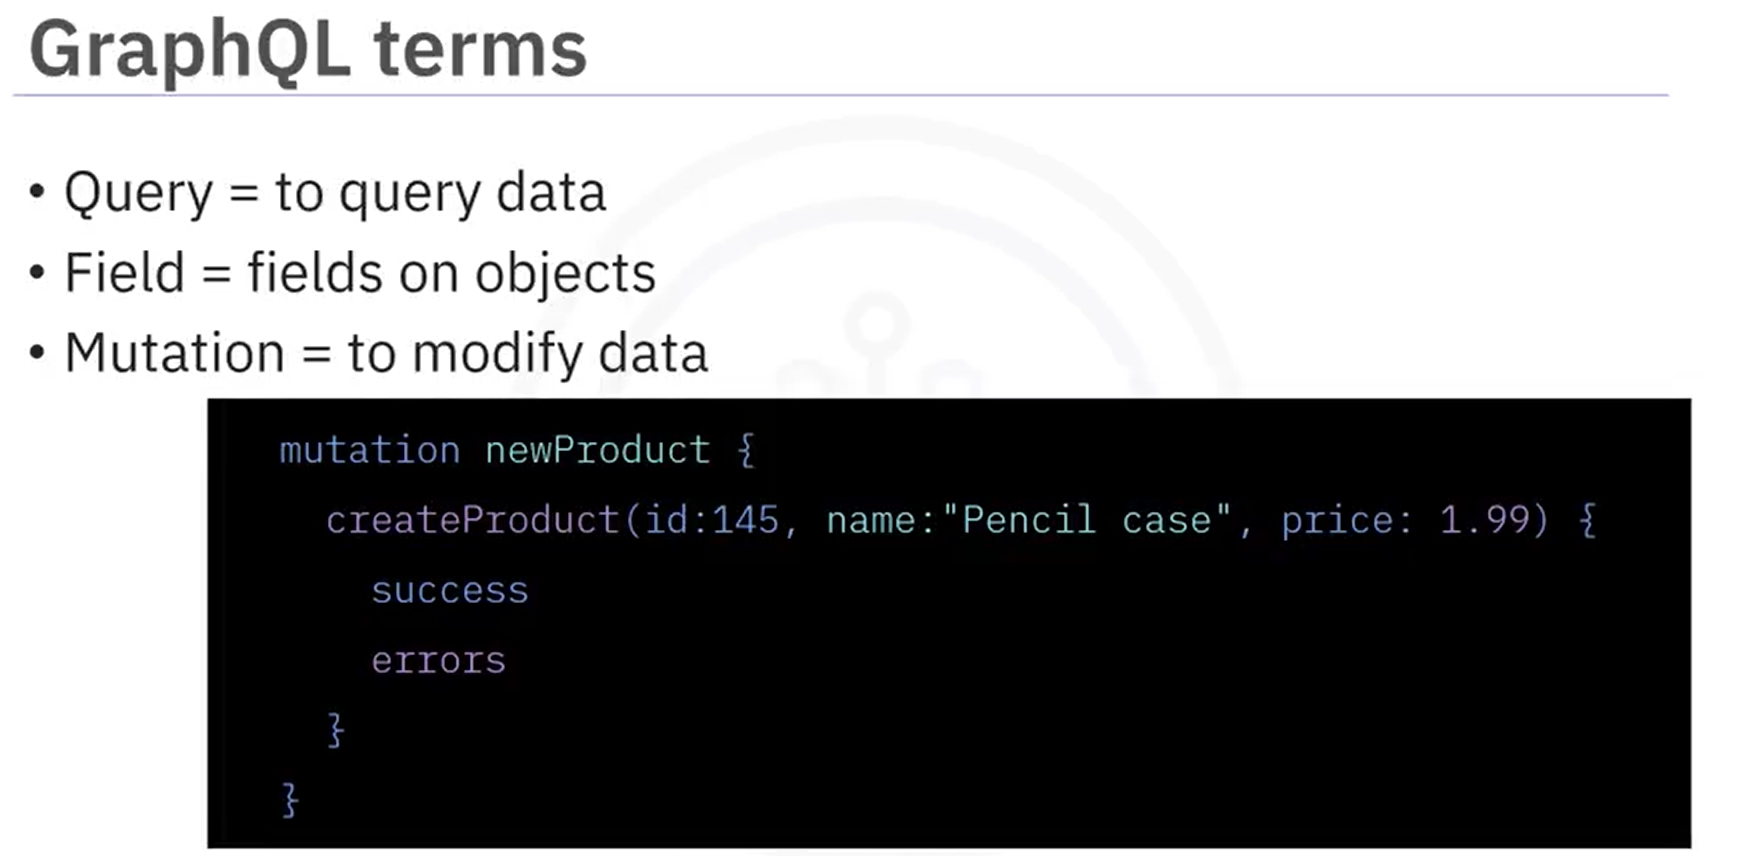 GraphQL terms
• Query = to query data
• Field = fields on objects
• Mutation = to modify data
mutation newProduct {
createProduct(id:145, name:"Pencil case", price: 1.99) {
success
errors
}
}